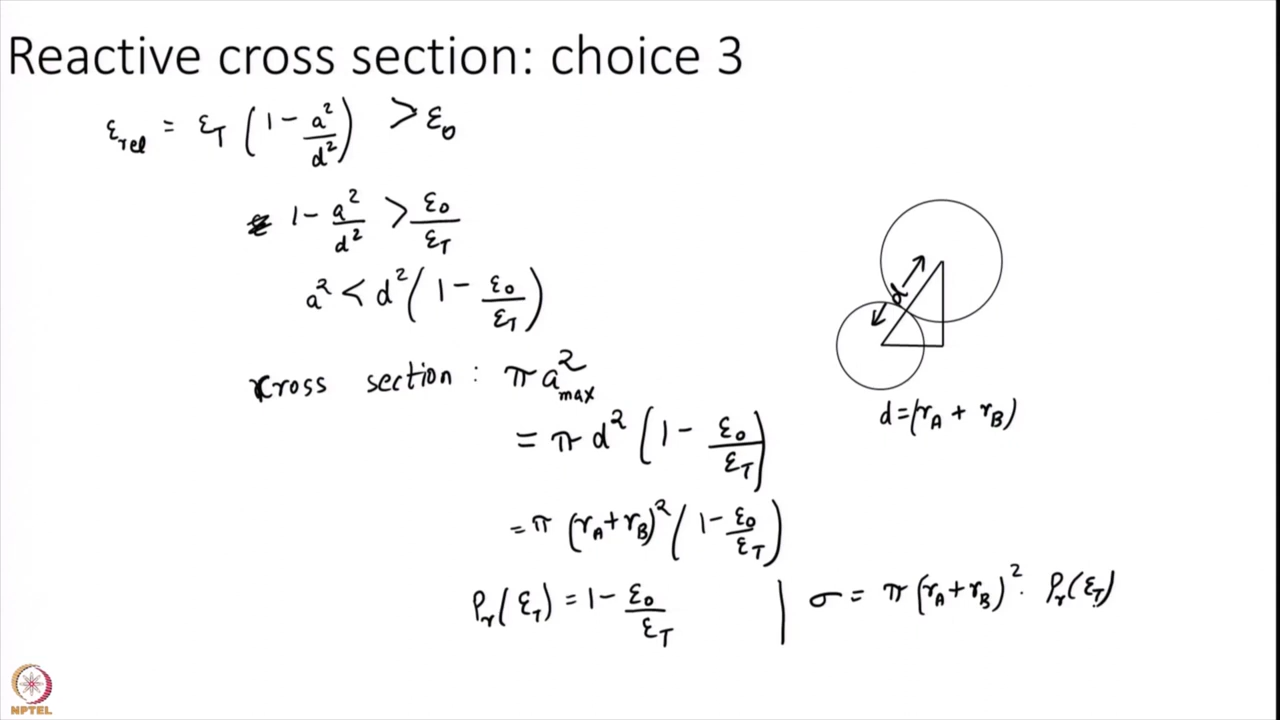 Reactive cross section: choice 3
ε_rel = ε_T (1 - a²/d²) > ε_0
1 - a²/d² > ε_0/ε_T
a² < d² (1 - ε_0/ε_T)
d
cross section : π a²_max
d = (r_A + r_B)
= π d² (1 - ε_0/ε_T)
= π (r_A + r_B)² (1 - ε_0/ε_T)
P_r(ε_T) = 1 - ε_0/ε_T | σ = π (r_A + r_B)² . P_r(ε_T)
NPTEL